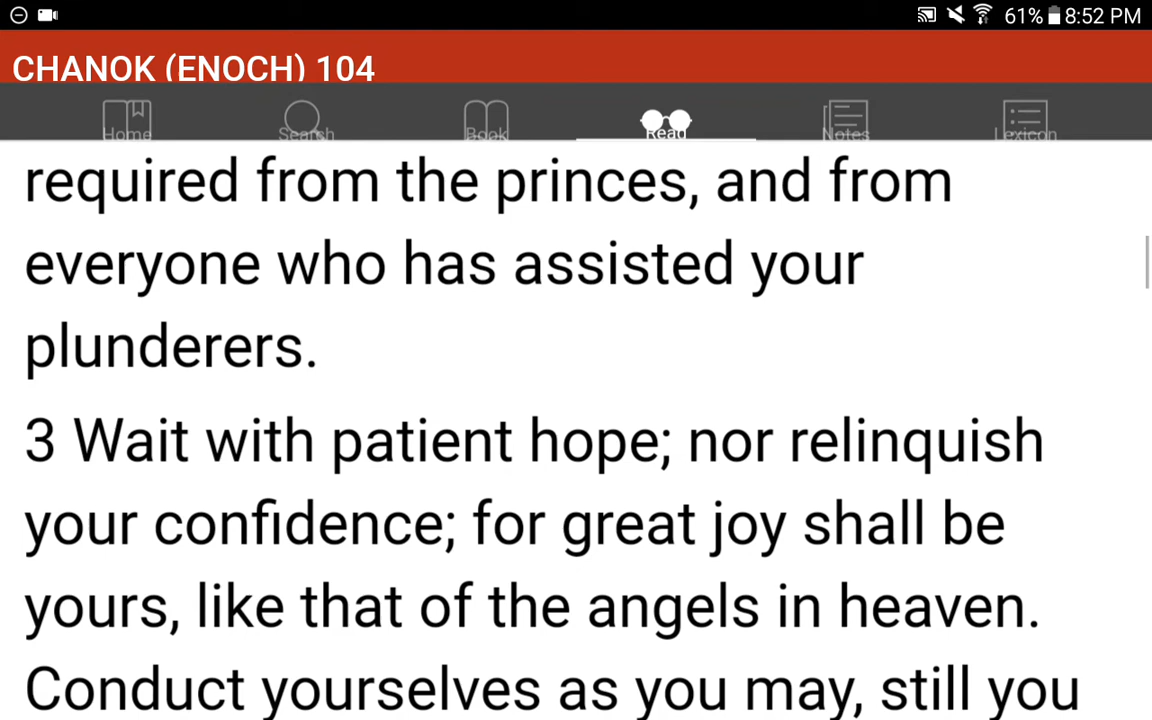 61% 8:52 PM
CHANOK (ENOCH) 104
Home Search Book Read Notes Lexicon
required from the princes, and from
everyone who has assisted your
plunderers.
3 Wait with patient hope; nor relinquish
your confidence; for great joy shall be
yours, like that of the angels in heaven.
Conduct yourselves as you may, still you